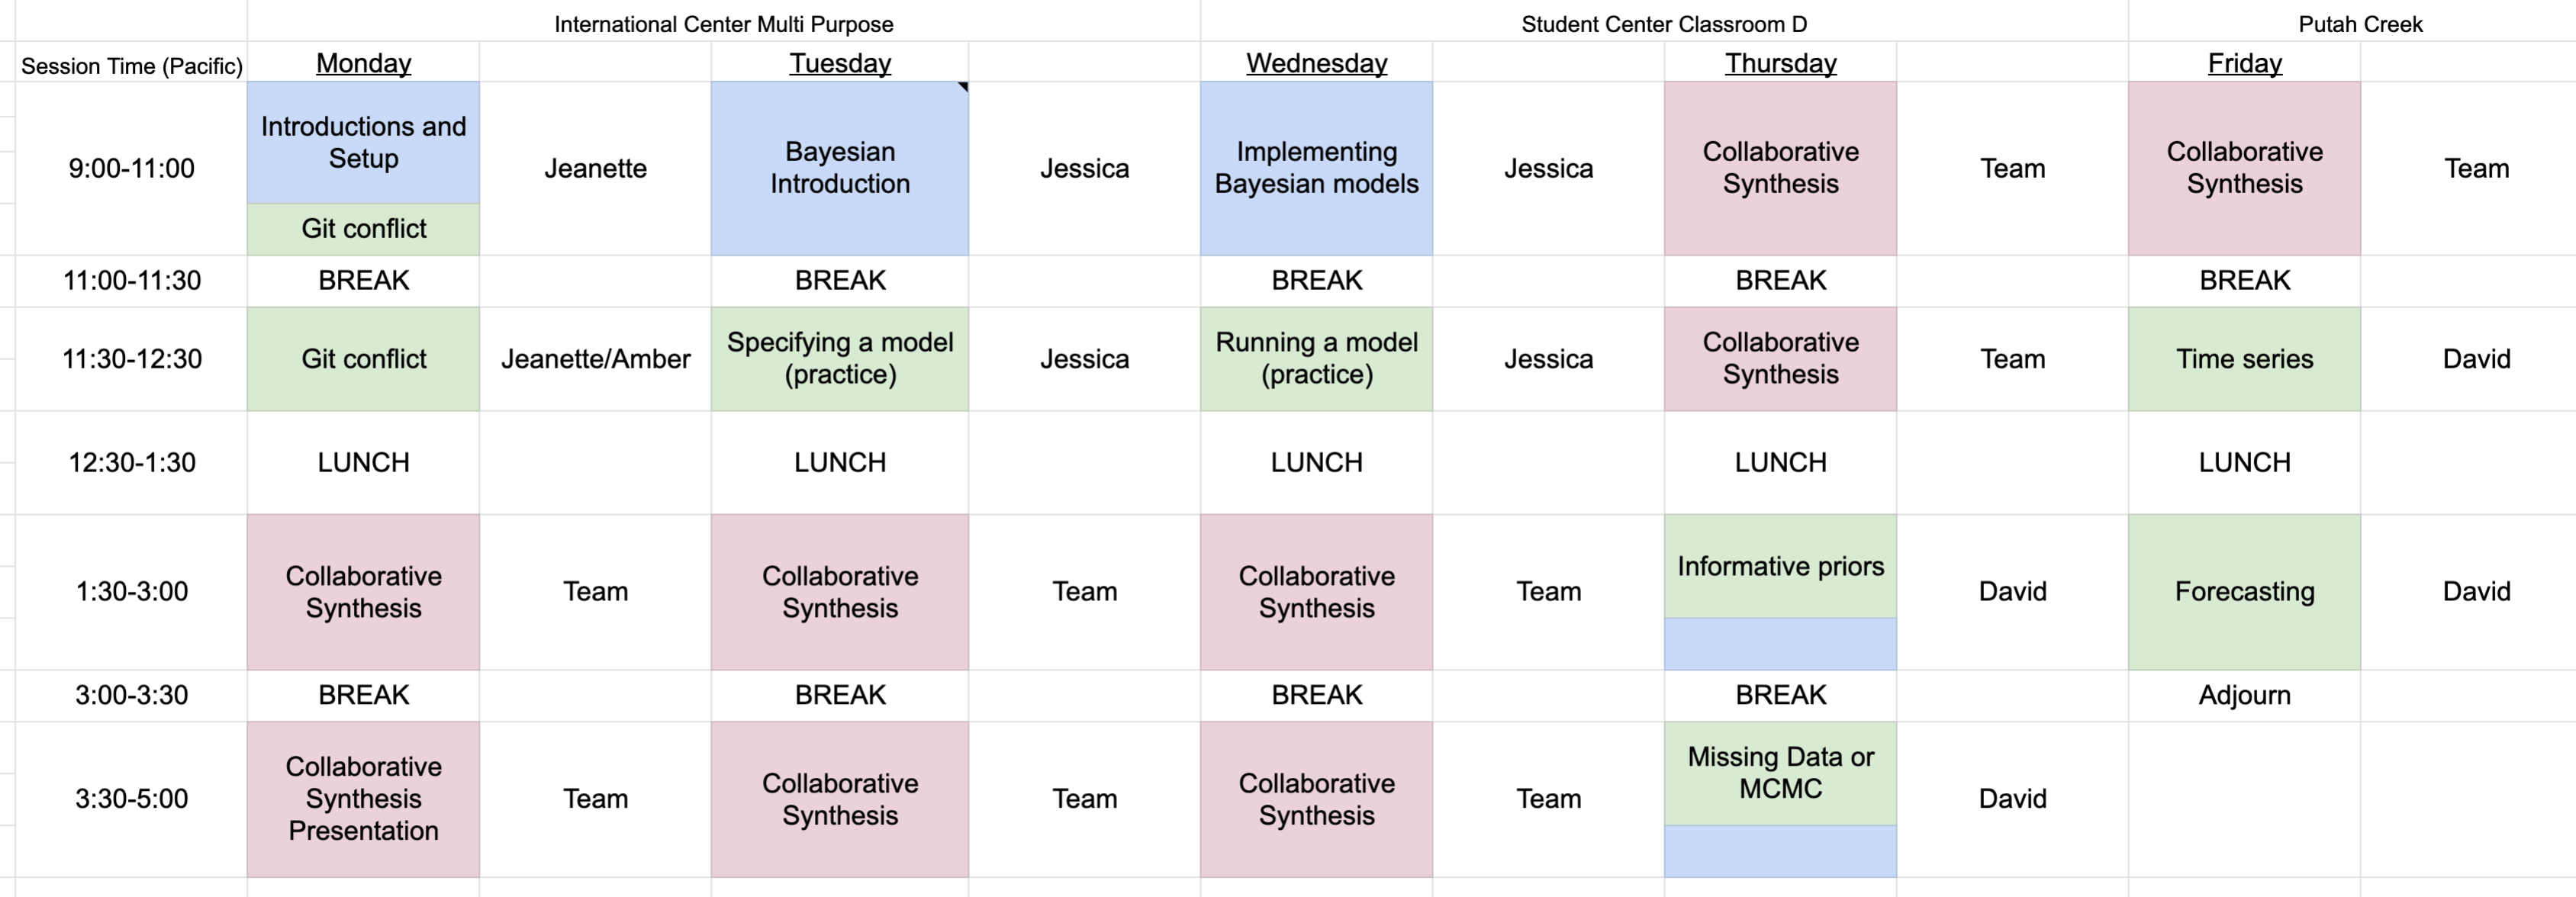 International Center Multi Purpose
Student Center Classroom D
Putah Creek
Session Time (Pacific)
Monday
Tuesday
Wednesday
Thursday
Friday
9:00-11:00
Introductions and
Setup
Git conflict
Jeanette
Bayesian
Introduction
Jessica
Implementing
Bayesian models
Jessica
Collaborative
Synthesis
Team
Collaborative
Synthesis
Team
11:00-11:30
BREAK
BREAK
BREAK
BREAK
BREAK
11:30-12:30
Git conflict
Jeanette/Amber
Specifying a model
(practice)
Jessica
Running a model
(practice)
Jessica
Collaborative
Synthesis
Team
Time series
David
12:30-1:30
LUNCH
LUNCH
LUNCH
LUNCH
LUNCH
1:30-3:00
Collaborative
Synthesis
Team
Collaborative
Synthesis
Team
Collaborative
Synthesis
Team
Informative priors
David
Forecasting
David
3:00-3:30
BREAK
BREAK
BREAK
BREAK
Adjourn
3:30-5:00
Collaborative
Synthesis
Presentation
Team
Collaborative
Synthesis
Team
Collaborative
Synthesis
Team
Missing Data or
MCMC
David